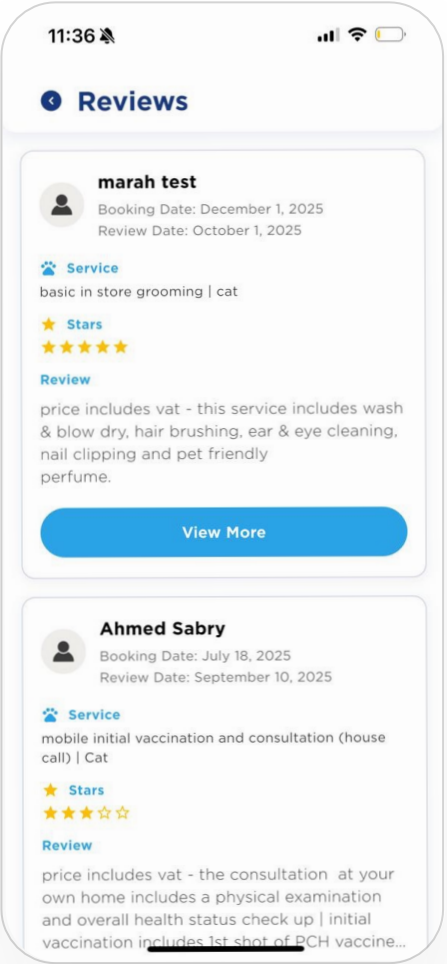 11:36
Reviews
marah test
Booking Date: December 1, 2025
Review Date: October 1, 2025
Service
basic in store grooming | cat
Stars
Review
price includes vat - this service includes wash
& blow dry, hair brushing, ear & eye cleaning,
nail clipping and pet friendly
perfume.
View More
Ahmed Sabry
Booking Date: July 18, 2025
Review Date: September 10, 2025
Service
mobile initial vaccination and consultation (house
call) | Cat
Stars
Review
price includes vat - the consultation  at your
own home includes a physical examination
and overall health status check up | initial
vaccination includes 1st shot of PCH vaccine...